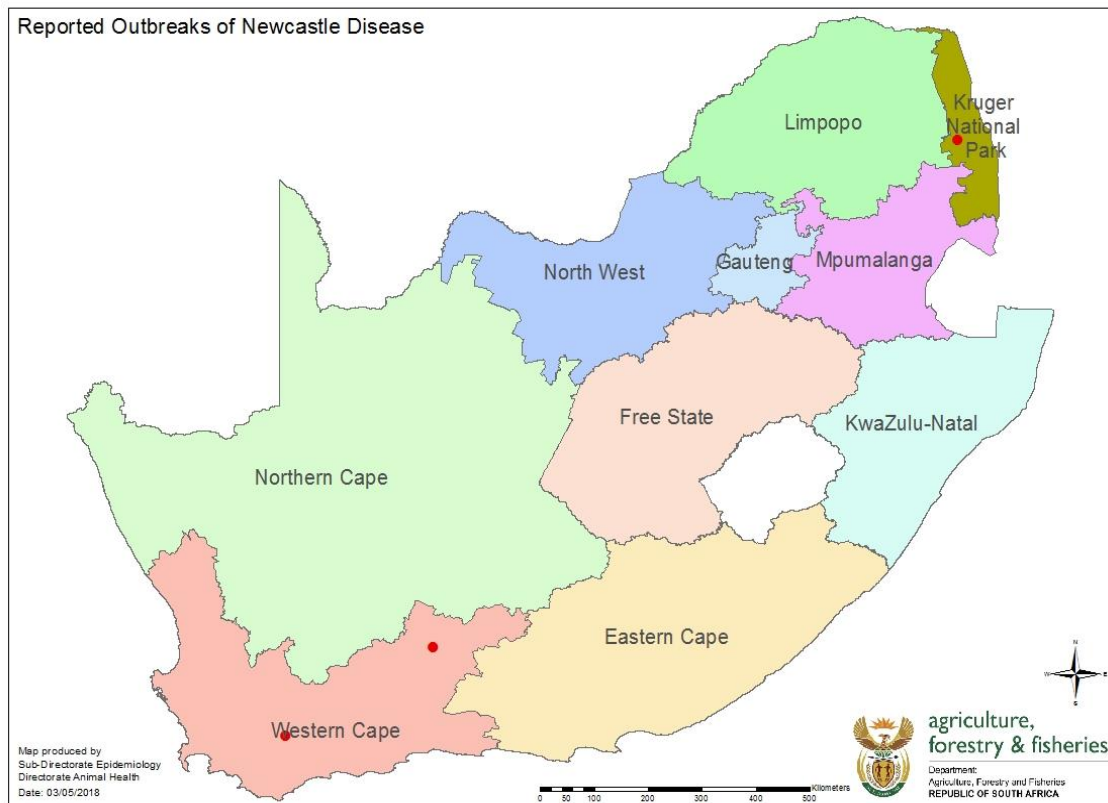 Reported Outbreaks of Newcastle Disease
Kruger
National
Park
Limpopo
North West
Gauteng
Mpumalanga
Free State
KwaZulu-Natal
Northern Cape
Eastern Cape
Western Cape
N
W
E
S
Map produced by
Sub-Directorate Epidemiology
Directorate Animal Health
Date: 03/05/2018
Kilometers
0 50 100 200 300 400 500
agriculture,
forestry & fisheries
Department:
Agriculture, Forestry and Fisheries
REPUBLIC OF SOUTH AFRICA